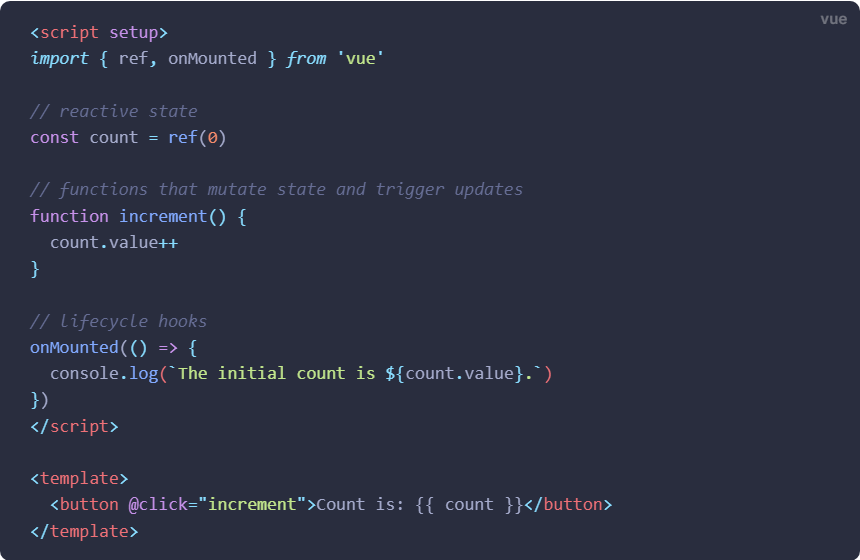 vue
<script setup>
import { ref, onMounted } from 'vue'

// reactive state
const count = ref(0)

// functions that mutate state and trigger updates
function increment() {
  count.value++
}

// lifecycle hooks
onMounted(() => {
  console.log(`The initial count is ${count.value}.`)
})
</script>

<template>
  <button @click="increment">Count is: {{ count }}</button>
</template>